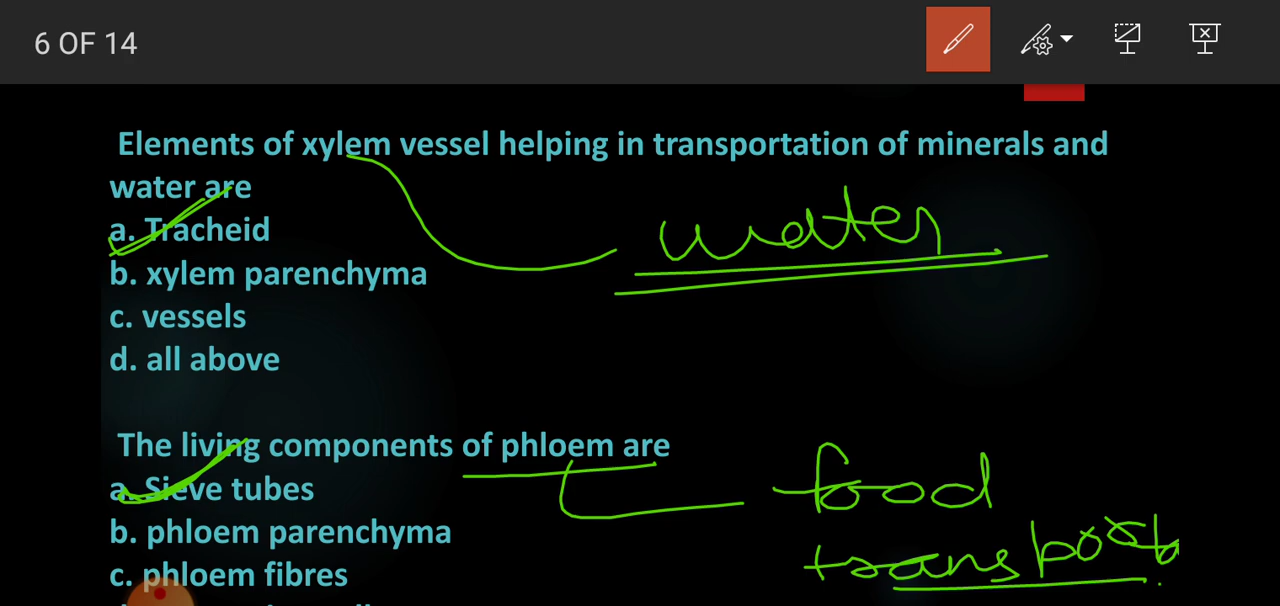 6 OF 14
Elements of xylem vessel helping in transportation of minerals and
water are
a. Tracheid
water
b. xylem parenchyma
c. vessels
d. all above
The living components of phloem are
a. Sieve tubes
food
b. phloem parenchyma
transport
c. phloem fibres